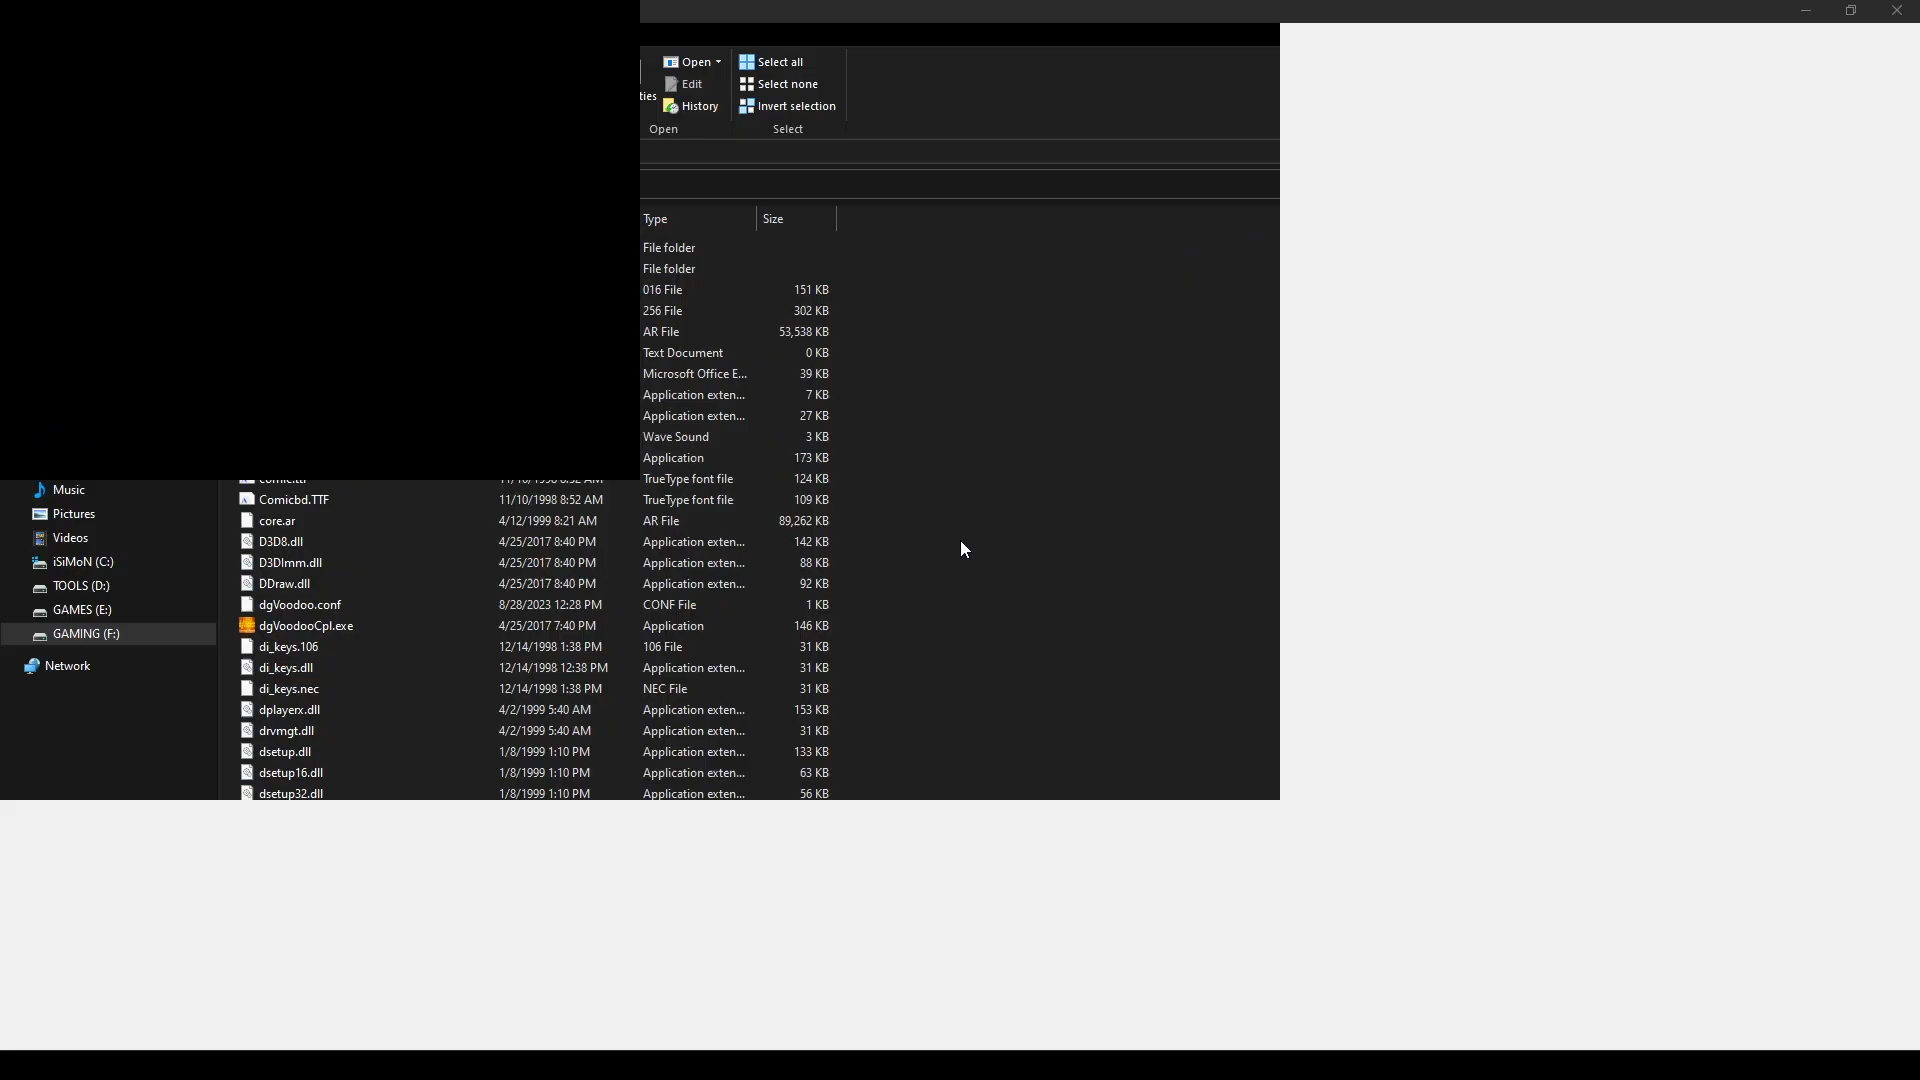 Open
Edit
ties
History
Select all
Select none
Invert selection
Open
Select
Type Size
File folder
File folder
016 File 151 KB
256 File 302 KB
AR File 53,538 KB
Text Document 0 KB
Microsoft Office E... 39 KB
Application exten... 7 KB
Application exten... 27 KB
Wave Sound 3 KB
Application 173 KB
TrueType font file 124 KB
Comicbd.TTF 11/10/1998 8:52 AM TrueType font file 109 KB
core.ar 4/12/1999 8:21 AM AR File 89,262 KB
D3D8.dll 4/25/2017 8:40 PM Application exten... 142 KB
D3DImm.dll 4/25/2017 8:40 PM Application exten... 88 KB
DDraw.dll 4/25/2017 8:40 PM Application exten... 92 KB
dgVoodoo.conf 8/28/2023 12:28 PM CONF File 1 KB
dgVoodooCpl.exe 4/25/2017 7:40 PM Application 146 KB
di_keys.106 12/14/1998 1:38 PM 106 File 31 KB
di_keys.dll 12/14/1998 12:38 PM Application exten... 31 KB
di_keys.nec 12/14/1998 1:38 PM NEC File 31 KB
dplayerx.dll 4/2/1999 5:40 AM Application exten... 153 KB
drvmgt.dll 4/2/1999 5:40 AM Application exten... 31 KB
dsetup.dll 1/8/1999 1:10 PM Application exten... 133 KB
dsetup16.dll 1/8/1999 1:10 PM Application exten... 63 KB
dsetup32.dll 1/8/1999 1:10 PM Application exten... 56 KB
Music
Pictures
Videos
iSiMoN (C:)
TOOLS (D:)
GAMES (E:)
GAMING (F:)
Network